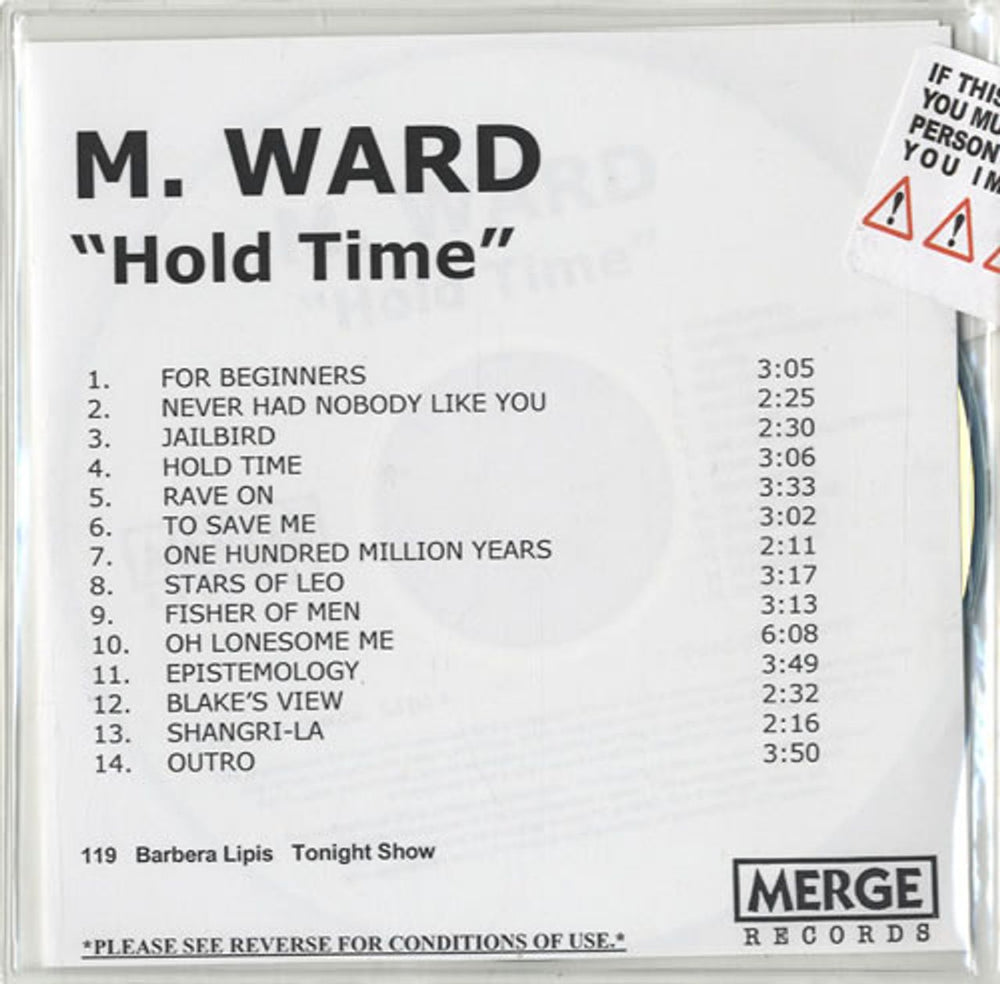 M. WARD
“Hold Time”
1. FOR BEGINNERS 3:05
2. NEVER HAD NOBODY LIKE YOU 2:25
3. JAILBIRD 2:30
4. HOLD TIME 3:06
5. RAVE ON 3:33
6. TO SAVE ME 3:02
7. ONE HUNDRED MILLION YEARS 2:11
8. STARS OF LEO 3:17
9. FISHER OF MEN 3:13
10. OH LONESOME ME 6:08
11. EPISTEMOLOGY 3:49
12. BLAKE’S VIEW 2:32
13. SHANGRI-LA 2:16
14. OUTRO 3:50
119 Barbera Lipis Tonight Show
*PLEASE SEE REVERSE FOR CONDITIONS OF USE.*
MERGE
RECORDS
IF THIS
YOU MU
PERSON
YOU IM